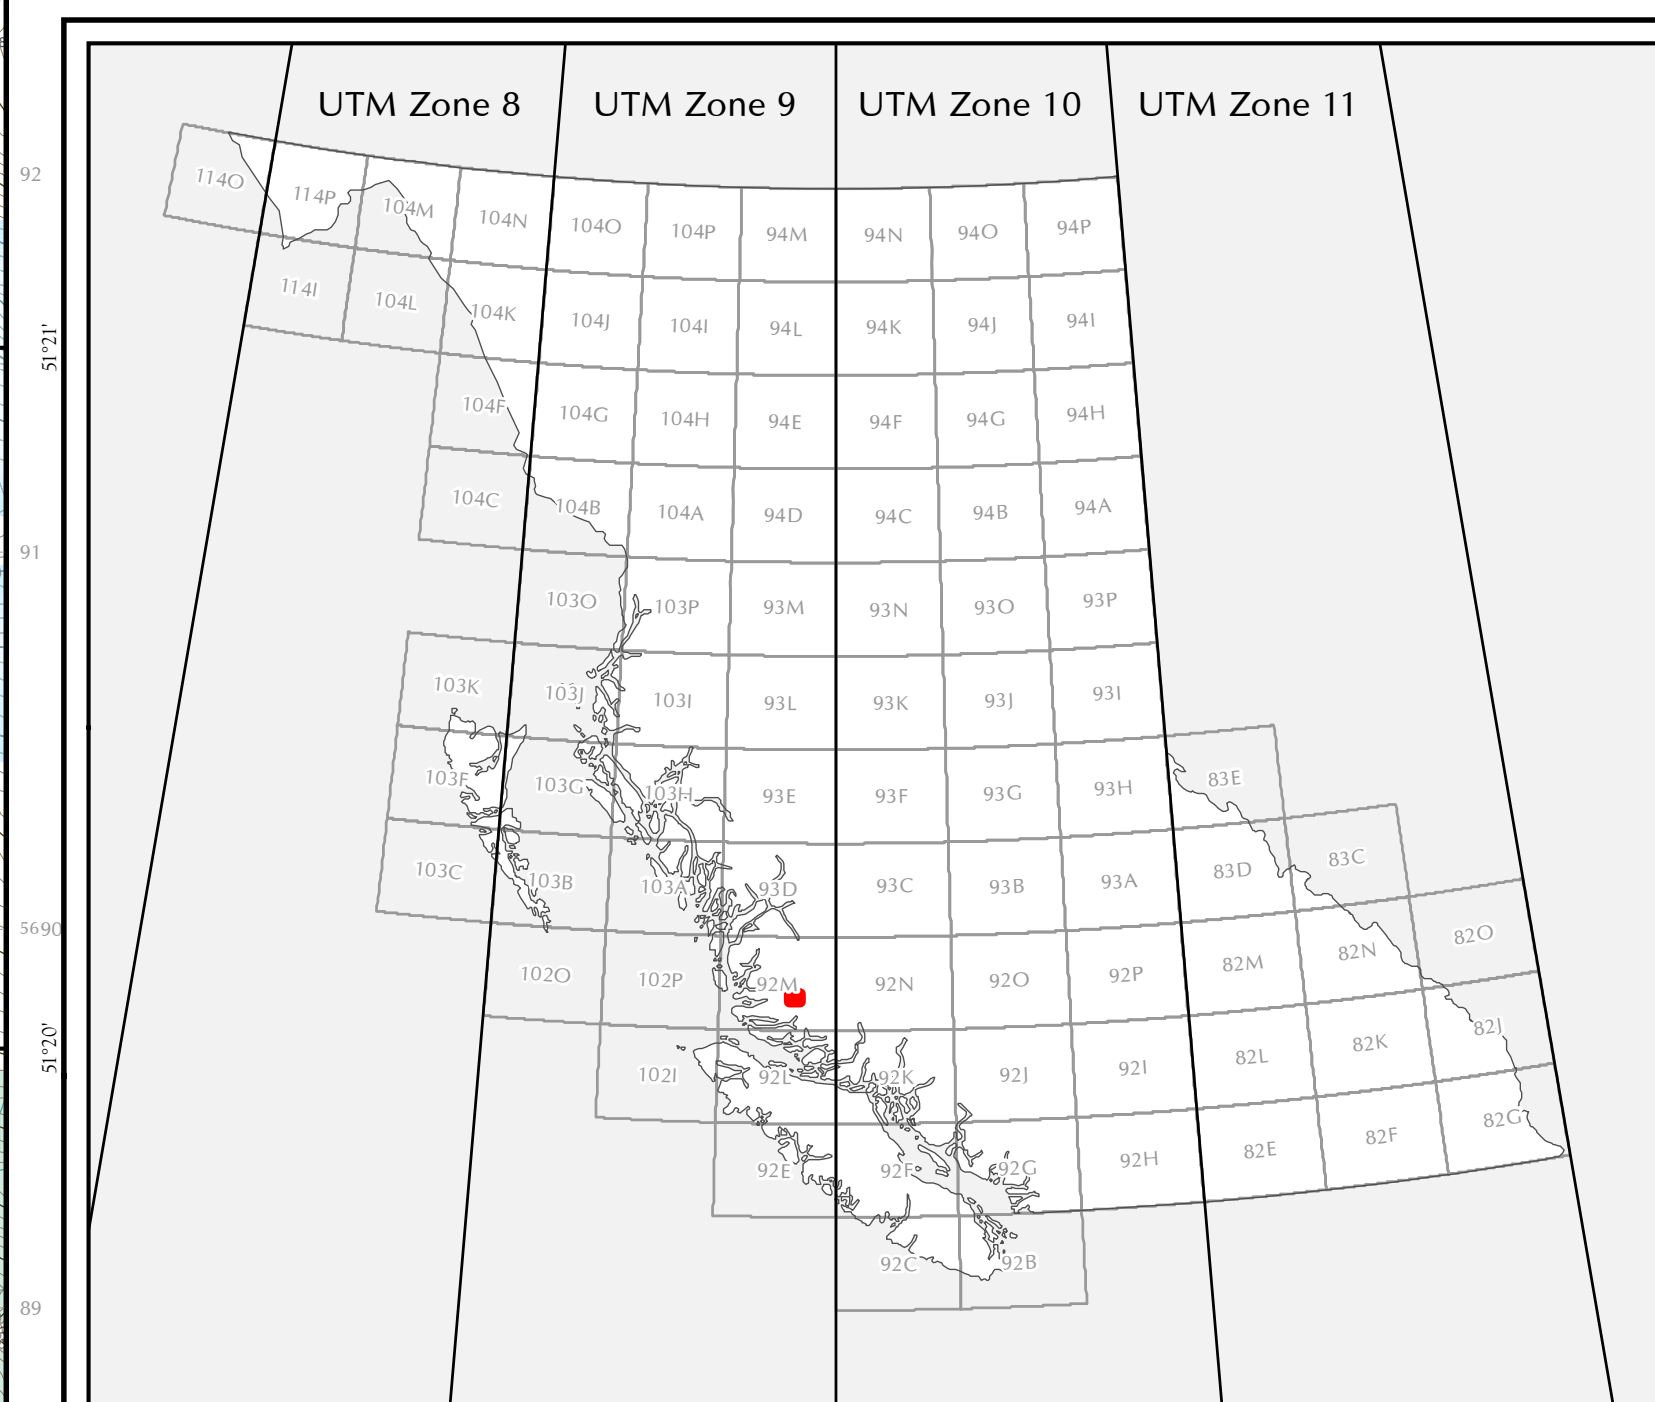 UTM Zone 8 UTM Zone 9 UTM Zone 10 UTM Zone 11
92
114O 114P 104M 104N 104O 104P 94M 94N 94O 94P
114I 104L 104K 104J 104I 94L 94K 94J 94I
51°21'
104F 104G 104H 94E 94F 94G 94H
104C 104B 104A 94D 94C 94B 94A
91
103O 103P 93M 93N 93O 93P
103K 103J 103I 93L 93K 93J 93I
103F 103G 103H 93E 93F 93G 93H 83E
103C 103B 103A 93D 93C 93B 93A 83D 83C
5690
102O 102P 92M 92N 92O 92P 82M 82N 82O
51°20'
102I 92L 92K 92J 92I 82L 82K 82J
92E 92F 92G 92H 82E 82F 82G
92C 92B
89